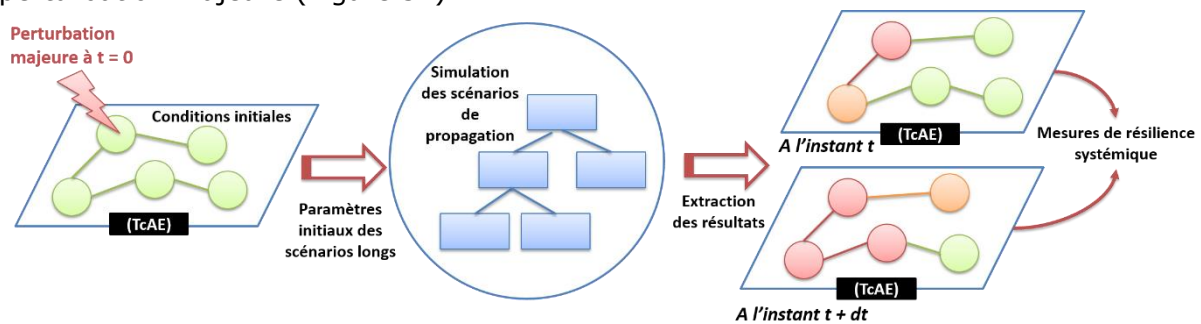 Perturbation
majeure à t = 0
Conditions initiales
(TcAE)
Paramètres
initiaux des
scénarios longs
Simulation
des scénarios
de
propagation
Extraction
des résultats
(TcAE)
A l'instant t
(TcAE)
A l'instant t + dt
Mesures de résilience
systémique